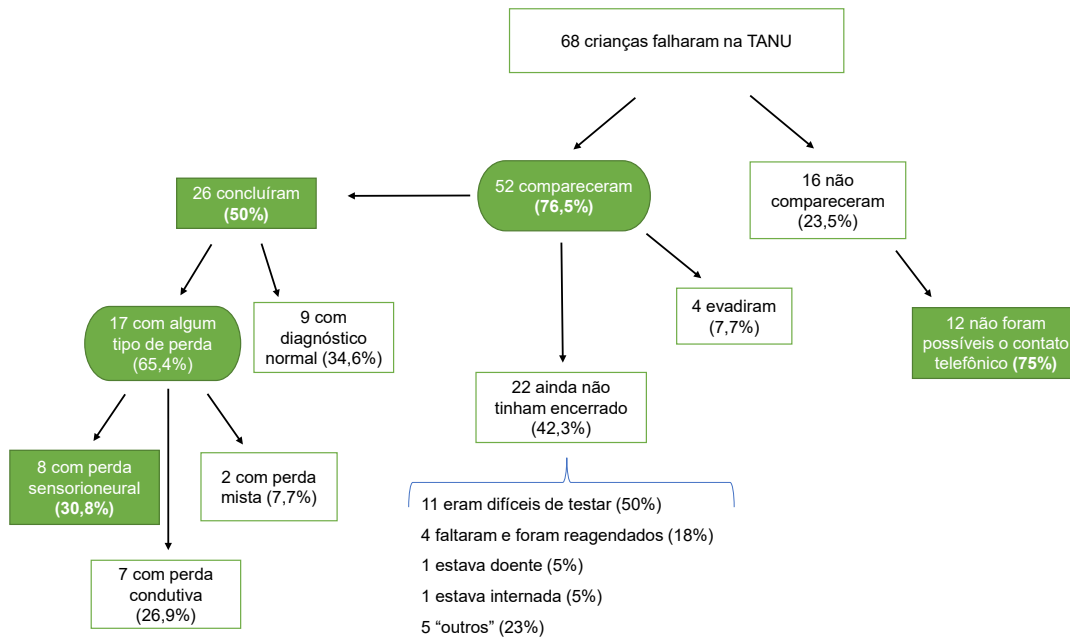 68 crianças falharam na TANU
26 concluíram
(50%)
52 compareceram
(76,5%)
16 não
compareceram
(23,5%)
17 com algum
tipo de perda
(65,4%)
9 com
diagnóstico
normal (34,6%)
4 evadiram
(7,7%)
12 não foram
possíveis o contato
telefônico (75%)
22 ainda não
tinham encerrado
(42,3%)
8 com perda
sensorioneural
(30,8%)
2 com perda
mista (7,7%)
7 com perda
condutiva
(26,9%)
11 eram difíceis de testar (50%)
4 faltaram e foram reagendados (18%)
1 estava doente (5%)
1 estava internada (5%)
5 “outros” (23%)